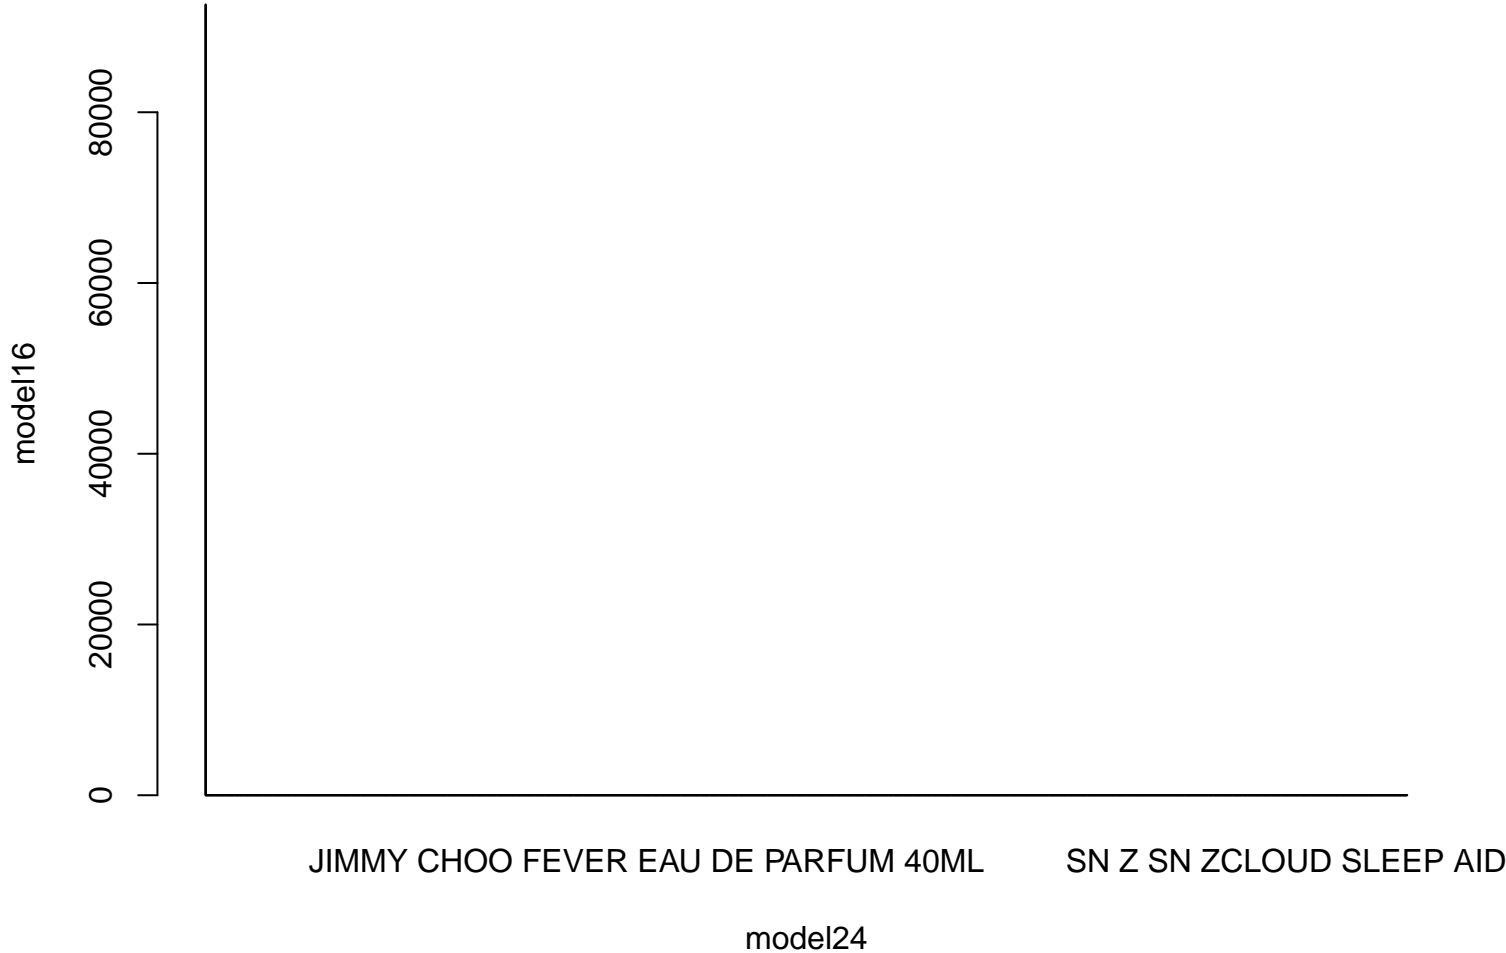 80000
60000
model16
40000
20000
0
JIMMY CHOO FEVER EAU DE PARFUM 40ML
SN Z SN ZCLOUD SLEEP AID
model24